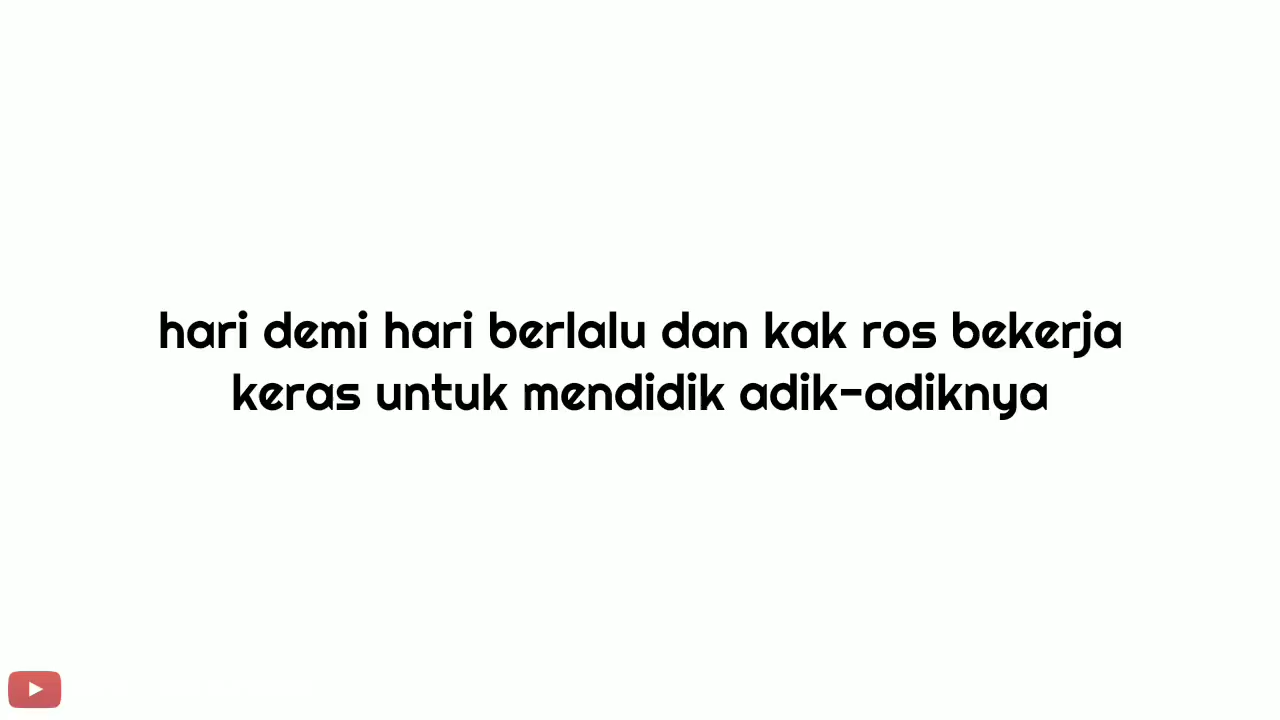 hari demi hari berlalu dan kak ros bekerja
keras untuk mendidik adik-adiknya